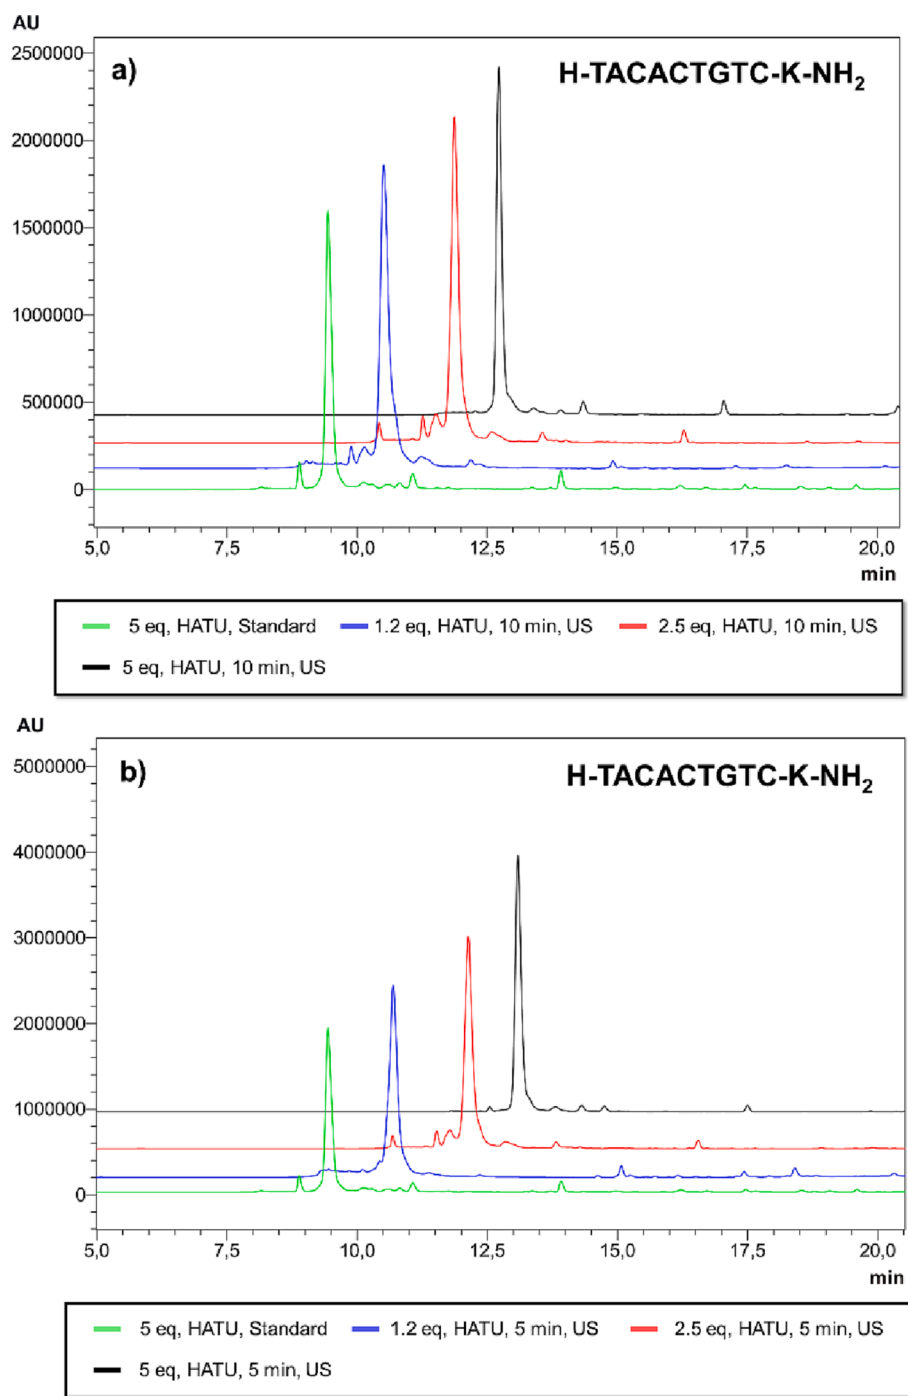 AU
a)
H-TACACTGTC-K-NH2
2500000
2000000
1500000
1000000
500000
0
5,0 7,5 10,0 12,5 15,0 17,5 20,0
min
5 eq, HATU, Standard 1.2 eq, HATU, 10 min, US 2.5 eq, HATU, 10 min, US
5 eq, HATU, 10 min, US
AU
b)
H-TACACTGTC-K-NH2
5000000
4000000
3000000
2000000
1000000
0
5,0 7,5 10,0 12,5 15,0 17,5 20,0
min
5 eq, HATU, Standard 1.2 eq, HATU, 5 min, US 2.5 eq, HATU, 5 min, US
5 eq, HATU, 5 min, US